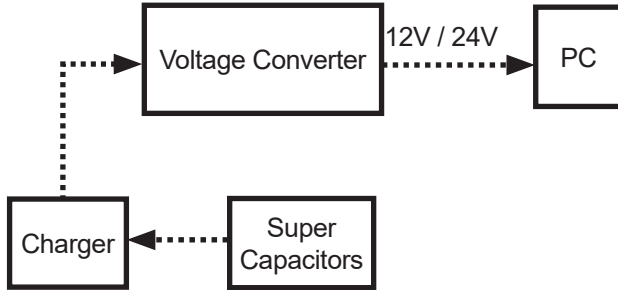 Voltage Converter
12V / 24V
PC
Charger
Super
Capacitors